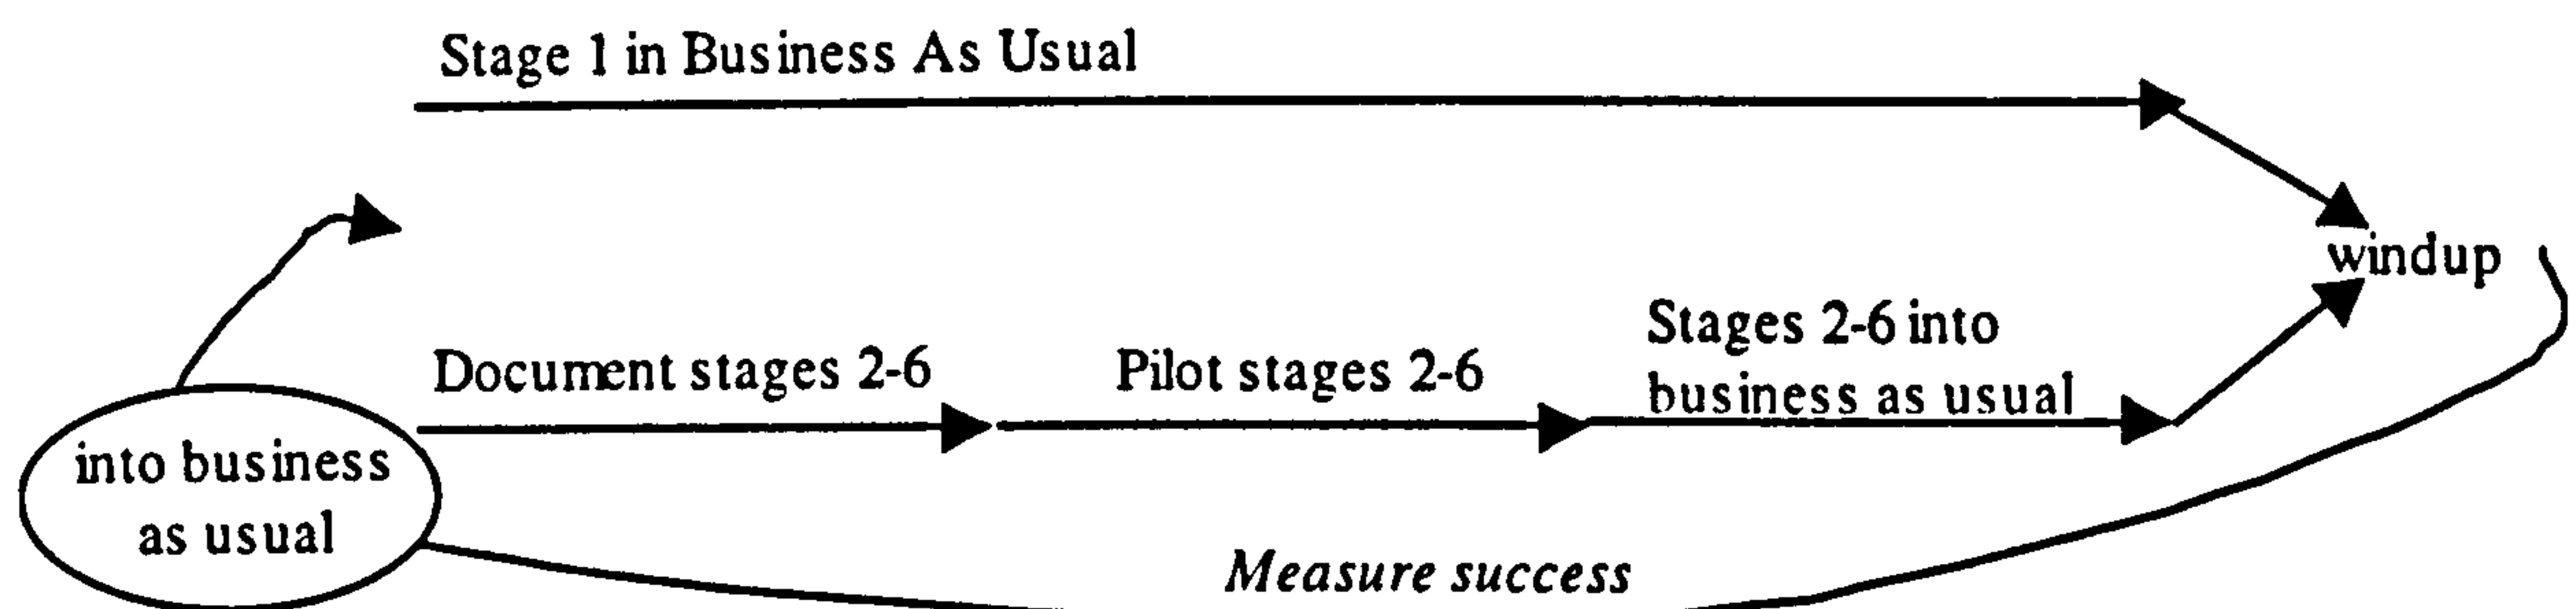 Stage 1 in Business As Usual
windup
Stages 2-6 into
business as usual
Document stages 2-6
Pilot stages 2-6
into business
as usual
Measure success